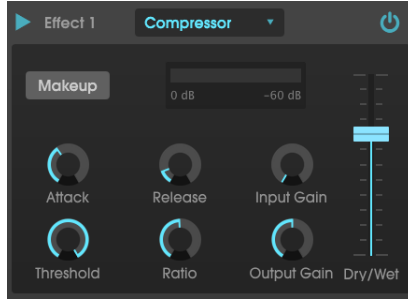 Effect 1
Compressor
Makeup
0 dB
-60 dB
Attack
Release
Input Gain
Threshold
Ratio
Output Gain
Dry/Wet